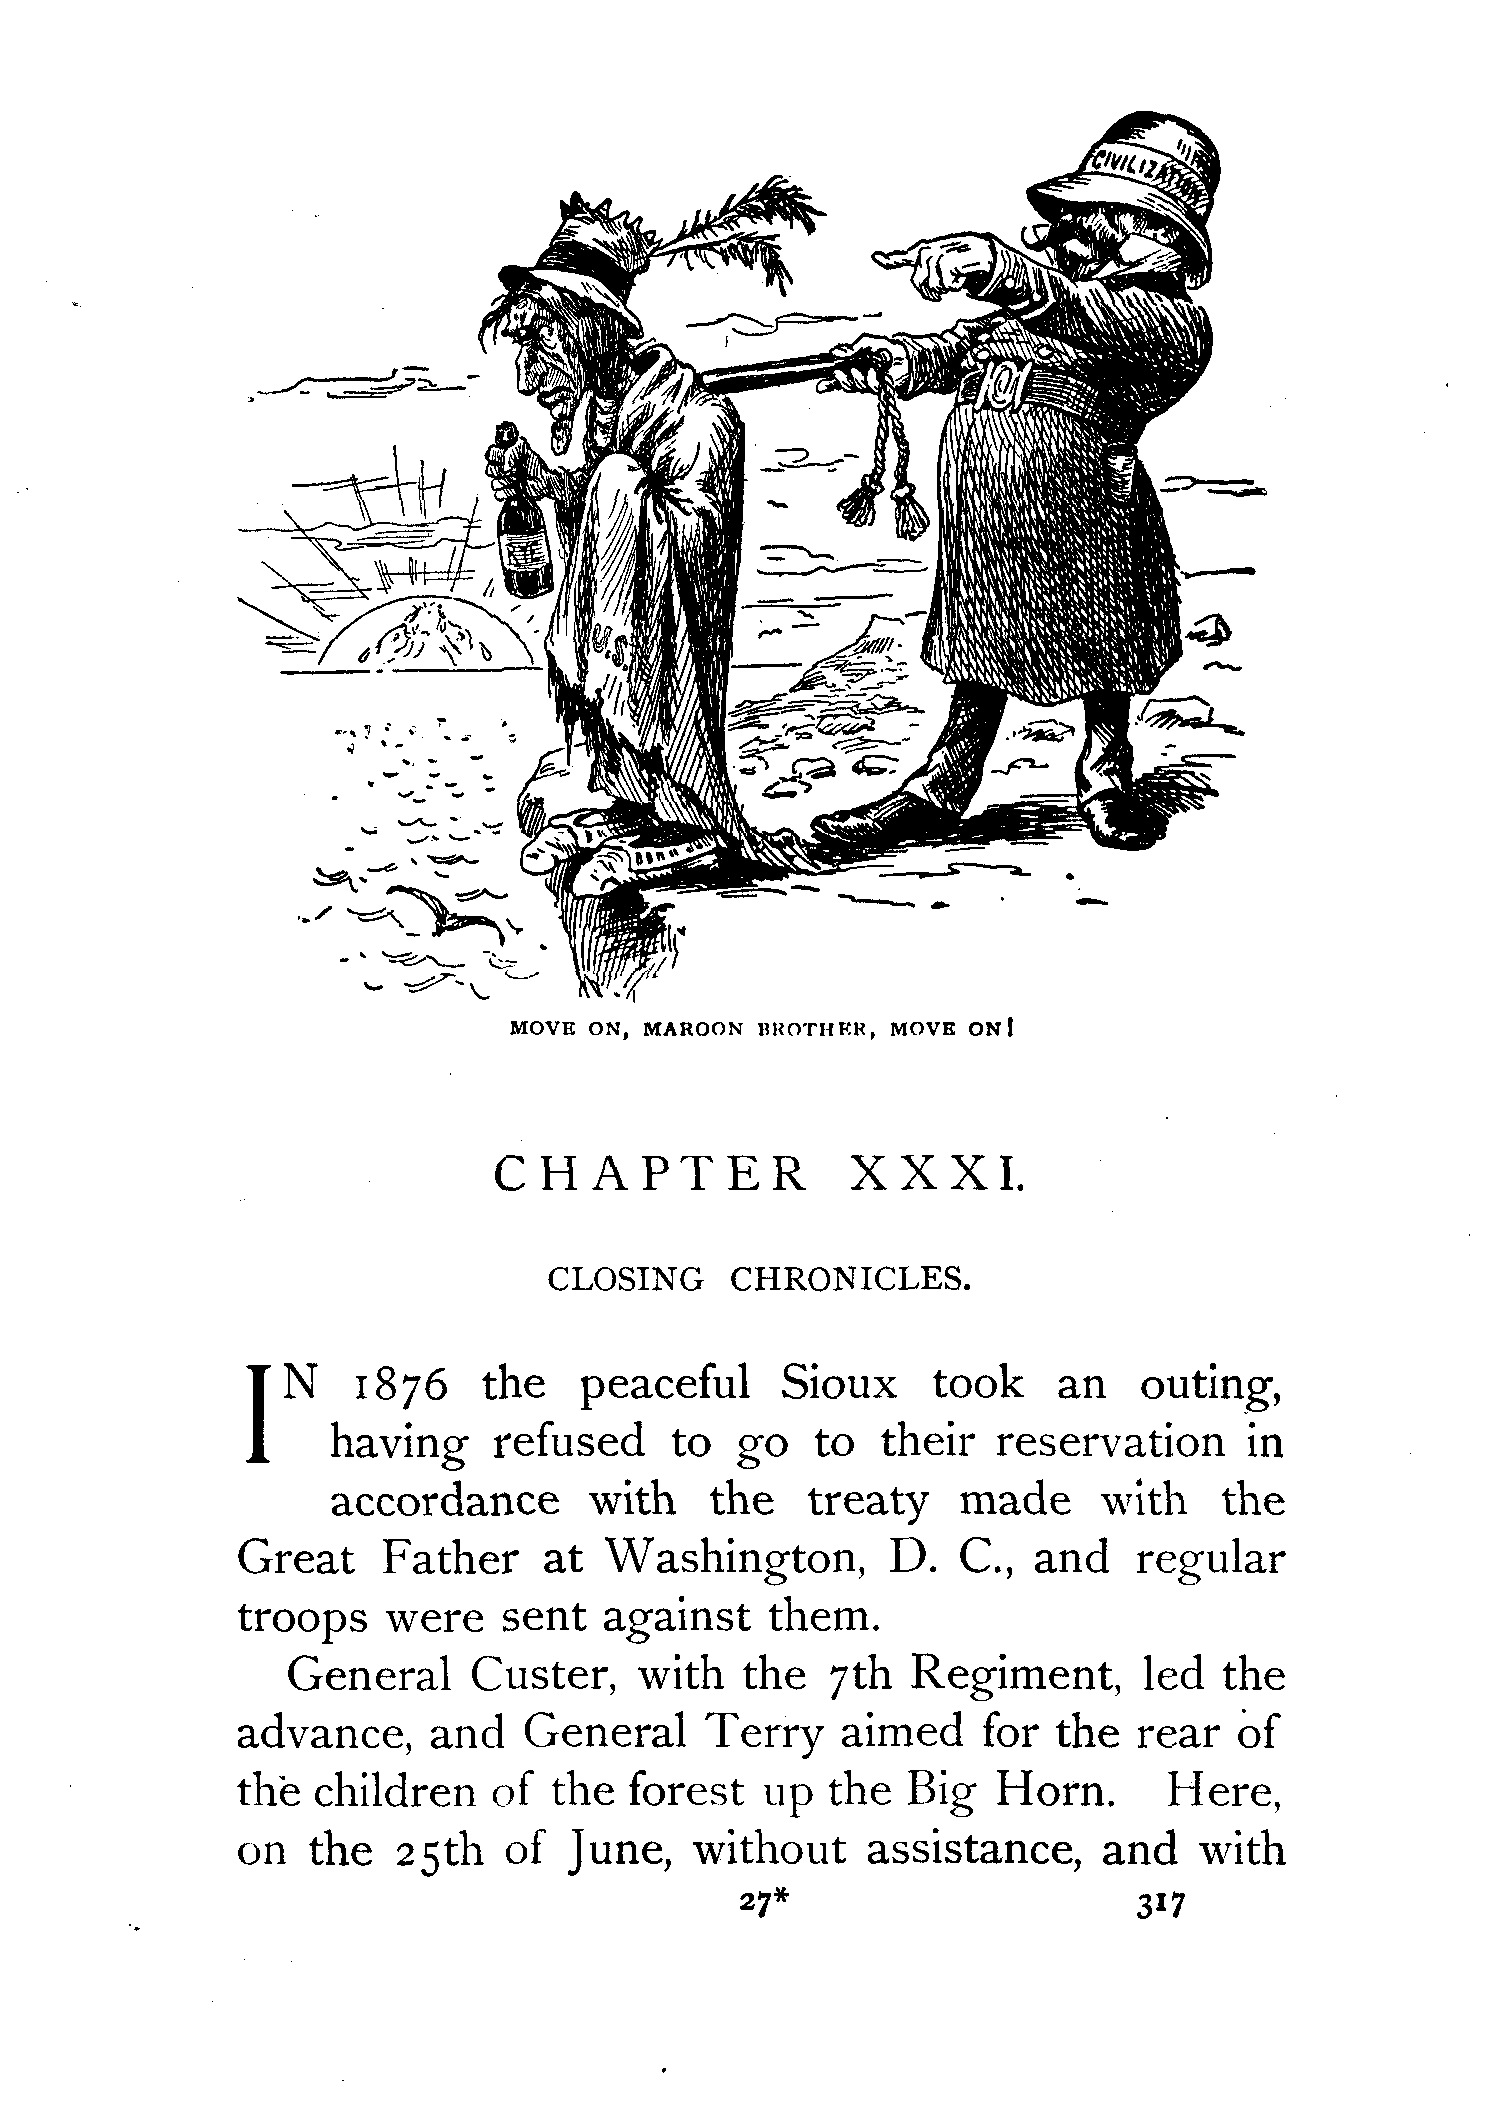 CIVILIZATION
RYE
U.S.
MOVE ON, MAROON BROTHER, MOVE ON!
CHAPTER XXXI.
CLOSING CHRONICLES.
IN 1876 the peaceful Sioux took an outing,
having refused to go to their reservation in
accordance with the treaty made with the
Great Father at Washington, D. C., and regular
troops were sent against them.
General Custer, with the 7th Regiment, led the
advance, and General Terry aimed for the rear of
the children of the forest up the Big Horn. Here,
on the 25th of June, without assistance, and with
27*
317